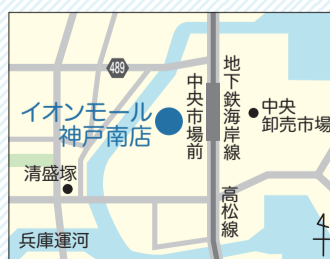 489
イオンモール
神戸南店
中央市場前
地下鉄海岸線
中央
卸売市場
清盛塚
高松線
兵庫運河
4